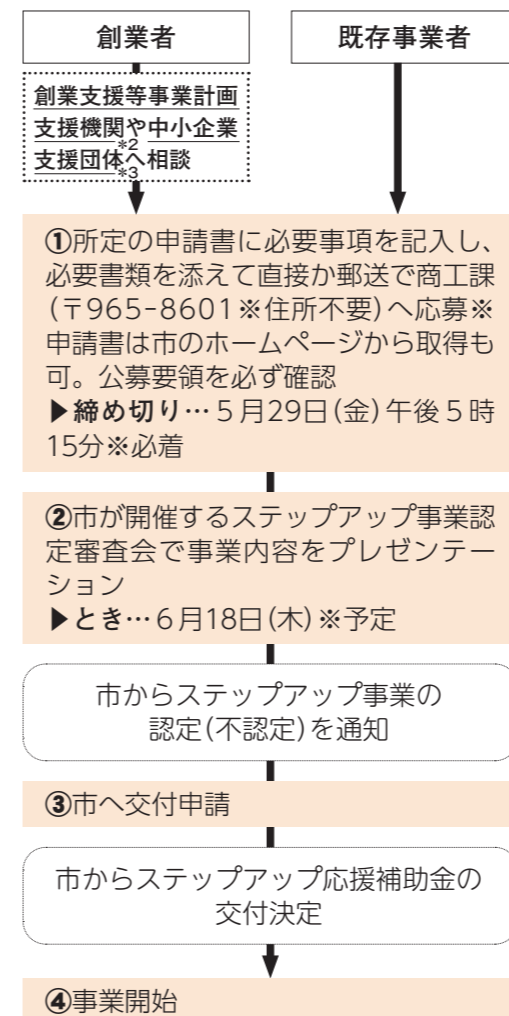 創業者
既存事業者
創業支援等事業計画
支援機関や中小企業
*2
支援団体へ相談
*3
①所定の申請書に必要事項を記入し、
必要書類を添えて直接か郵送で商工課
(〒965-8601※住所不要)へ応募※
申請書は市のホームページから取得も
可。公募要領を必ず確認
▶締め切り…5月29日(金)午後5時
15分※必着
②市が開催するステップアップ事業認
定審査会で事業内容をプレゼンテー
ション
▶とき…6月18日(木)※予定
市からステップアップ事業の
認定(不認定)を通知
③市へ交付申請
市からステップアップ応援補助金の
交付決定
④事業開始